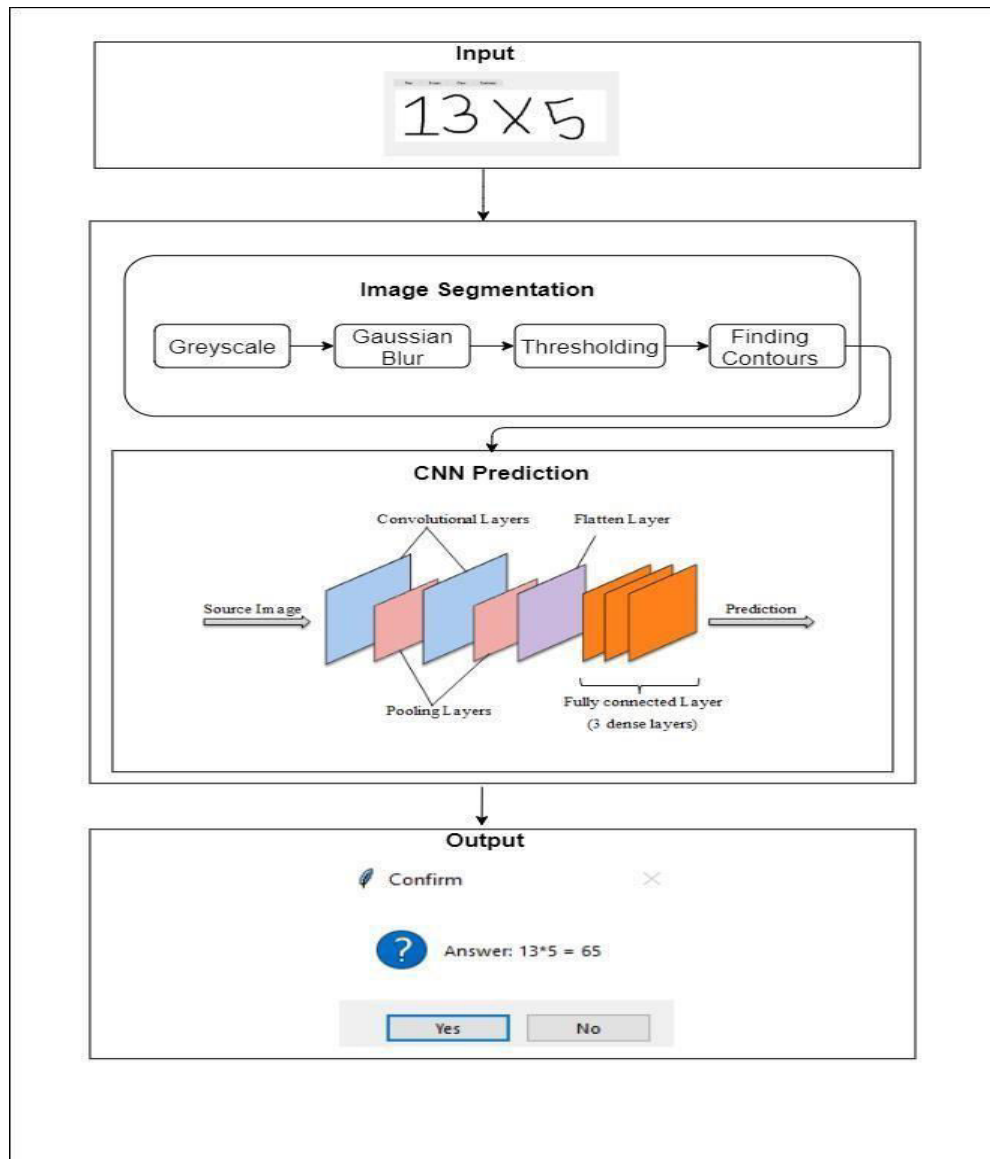 Input
13 X 5
Image Segmentation
Greyscale
Gaussian
Blur
Thresholding
Finding
Contours
CNN Prediction
Convolutional Layers
Flatten Layer
Source Image
Prediction
Pooling Layers
Fully connected Layer
(3 dense layers)
Output
Confirm
?
Answer: 13*5 = 65
Yes
No